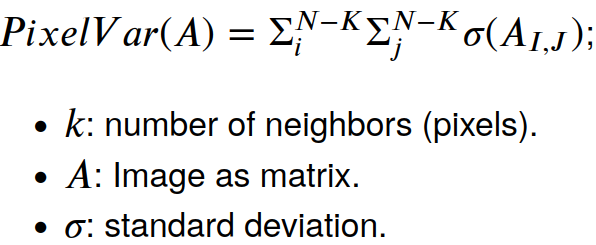 PixelVar(A) = Σ_i^{N−K} Σ_j^{N−K} σ(A_{I,J});
• k: number of neighbors (pixels).
• A: Image as matrix.
• σ: standard deviation.